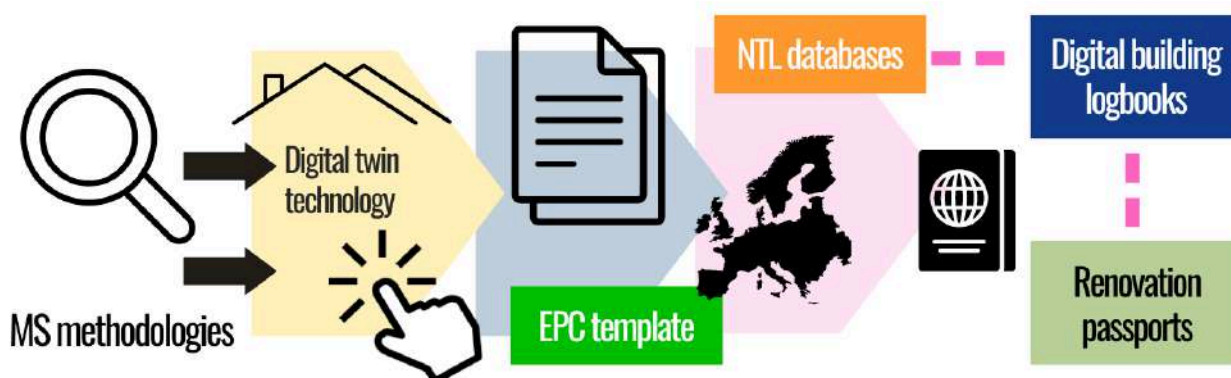 MS methodologies
Digital twin
technology
EPC template
NTL databases
Digital building
logbooks
Renovation
passports